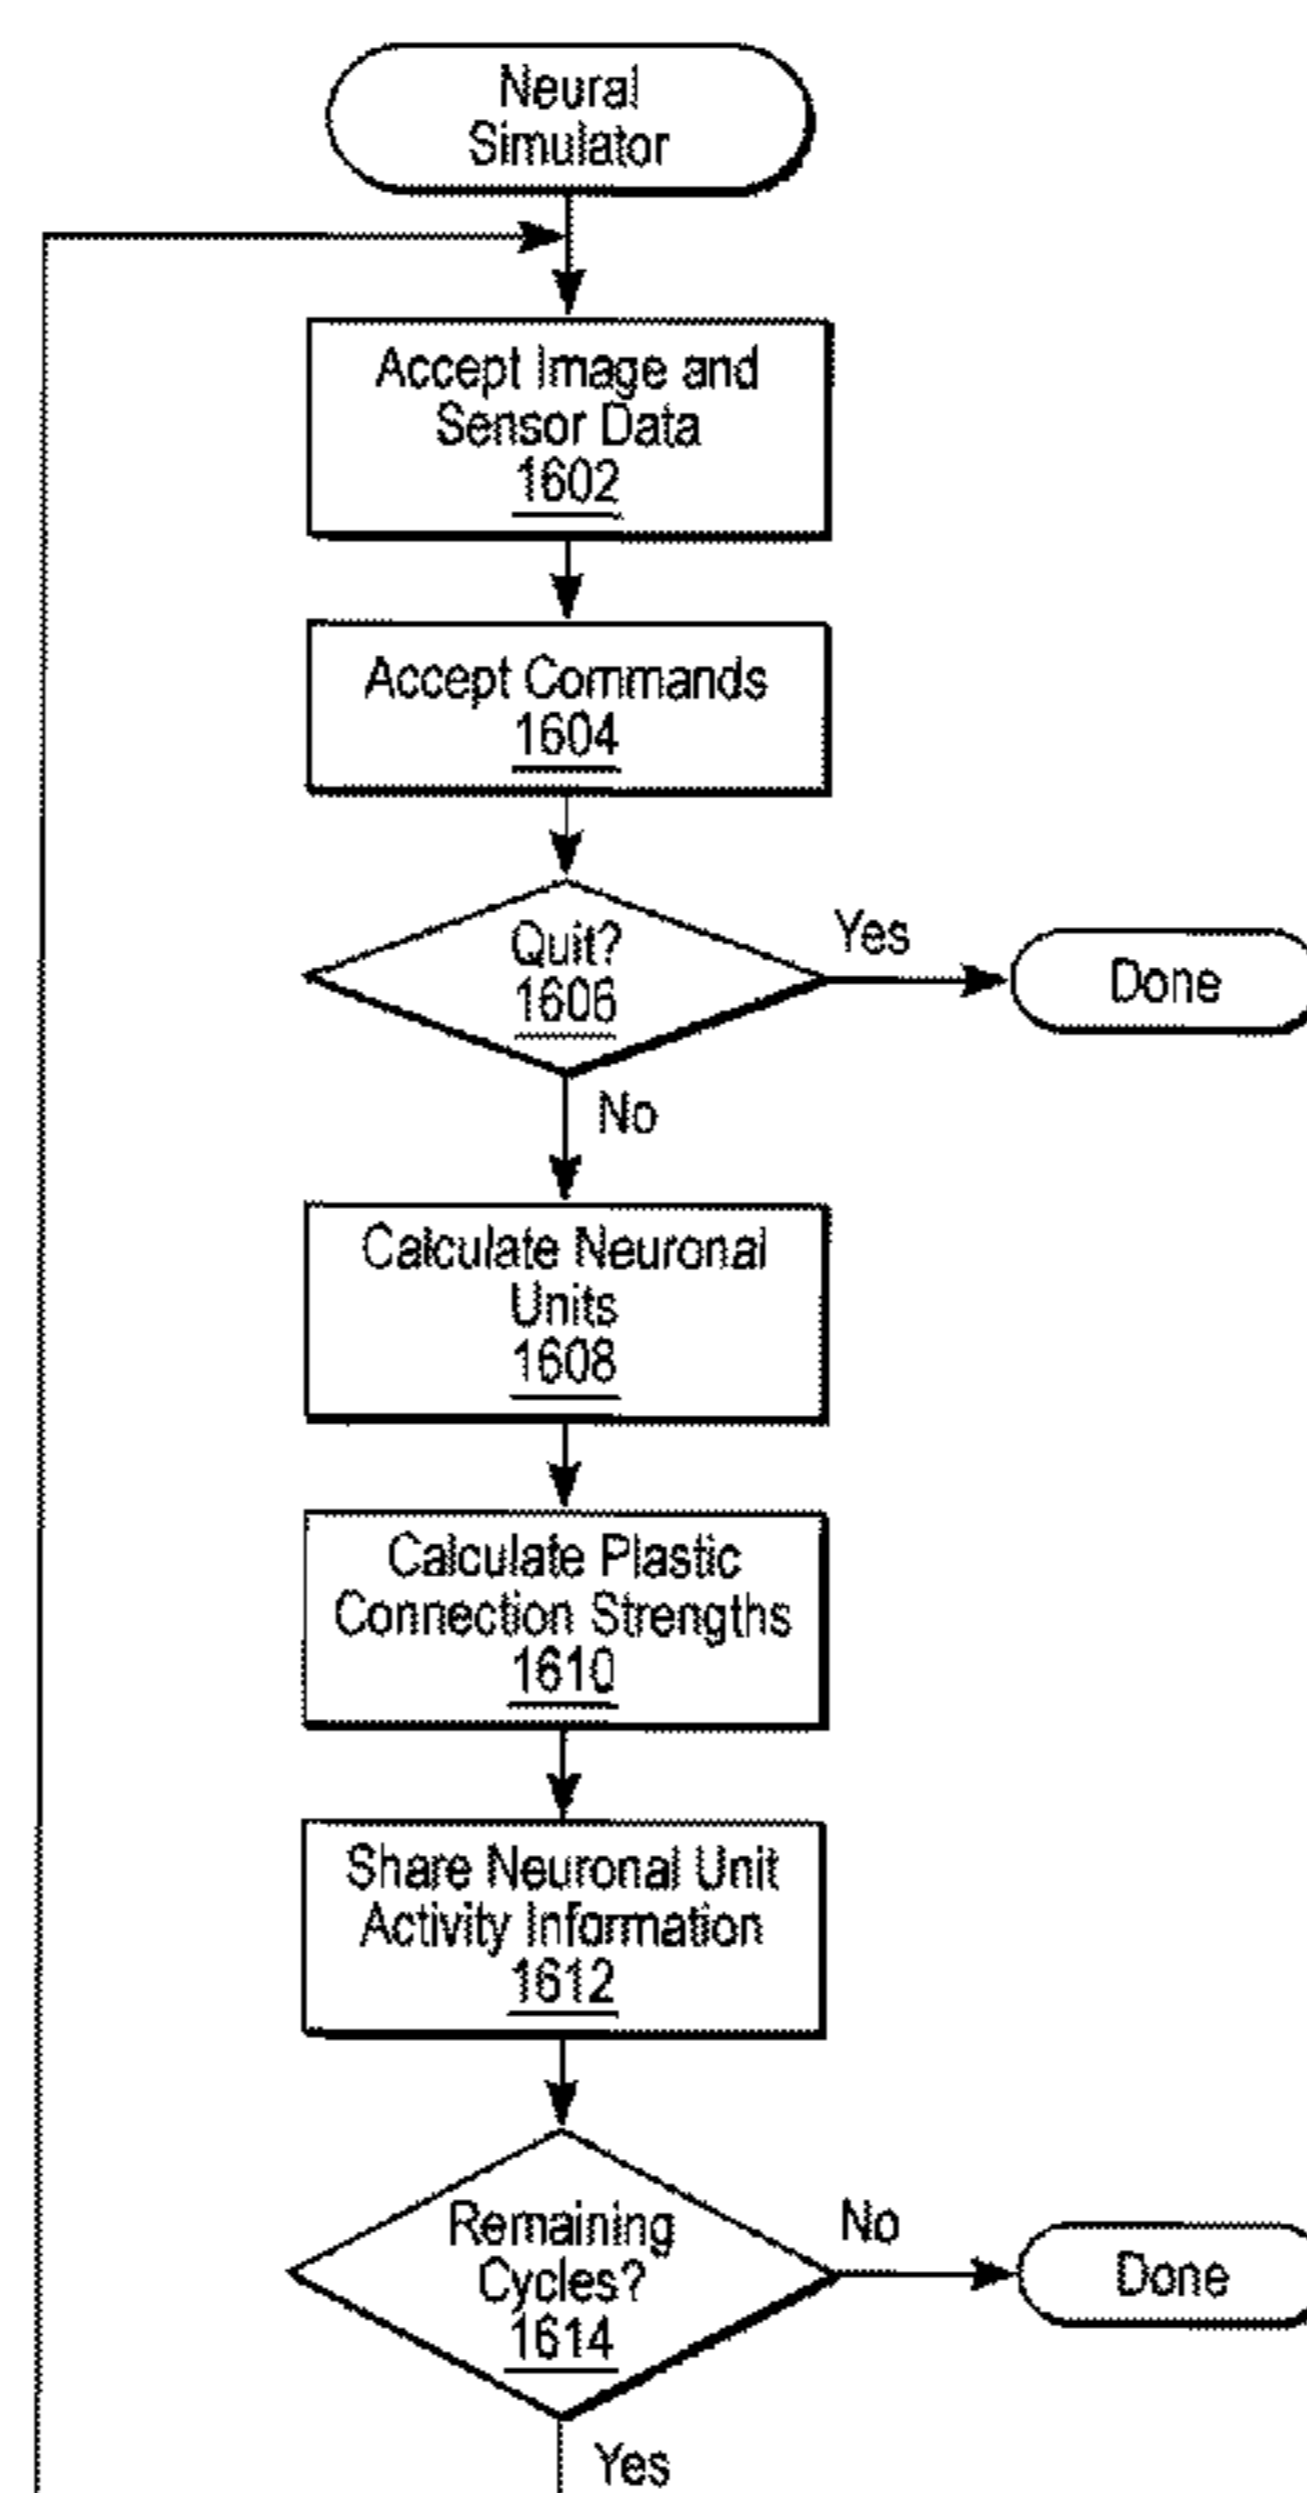 Neural
Simulator
Accept Image and
Sensor Data
1602
Accept Commands
1604
Quit?
1606
Yes
Done
No
Calculate Neuronal
Units
1608
Calculate Plastic
Connection Strengths
1610
Share Neuronal Unit
Activity Information
1612
Remaining
Cycles?
1614
No
Done
Yes